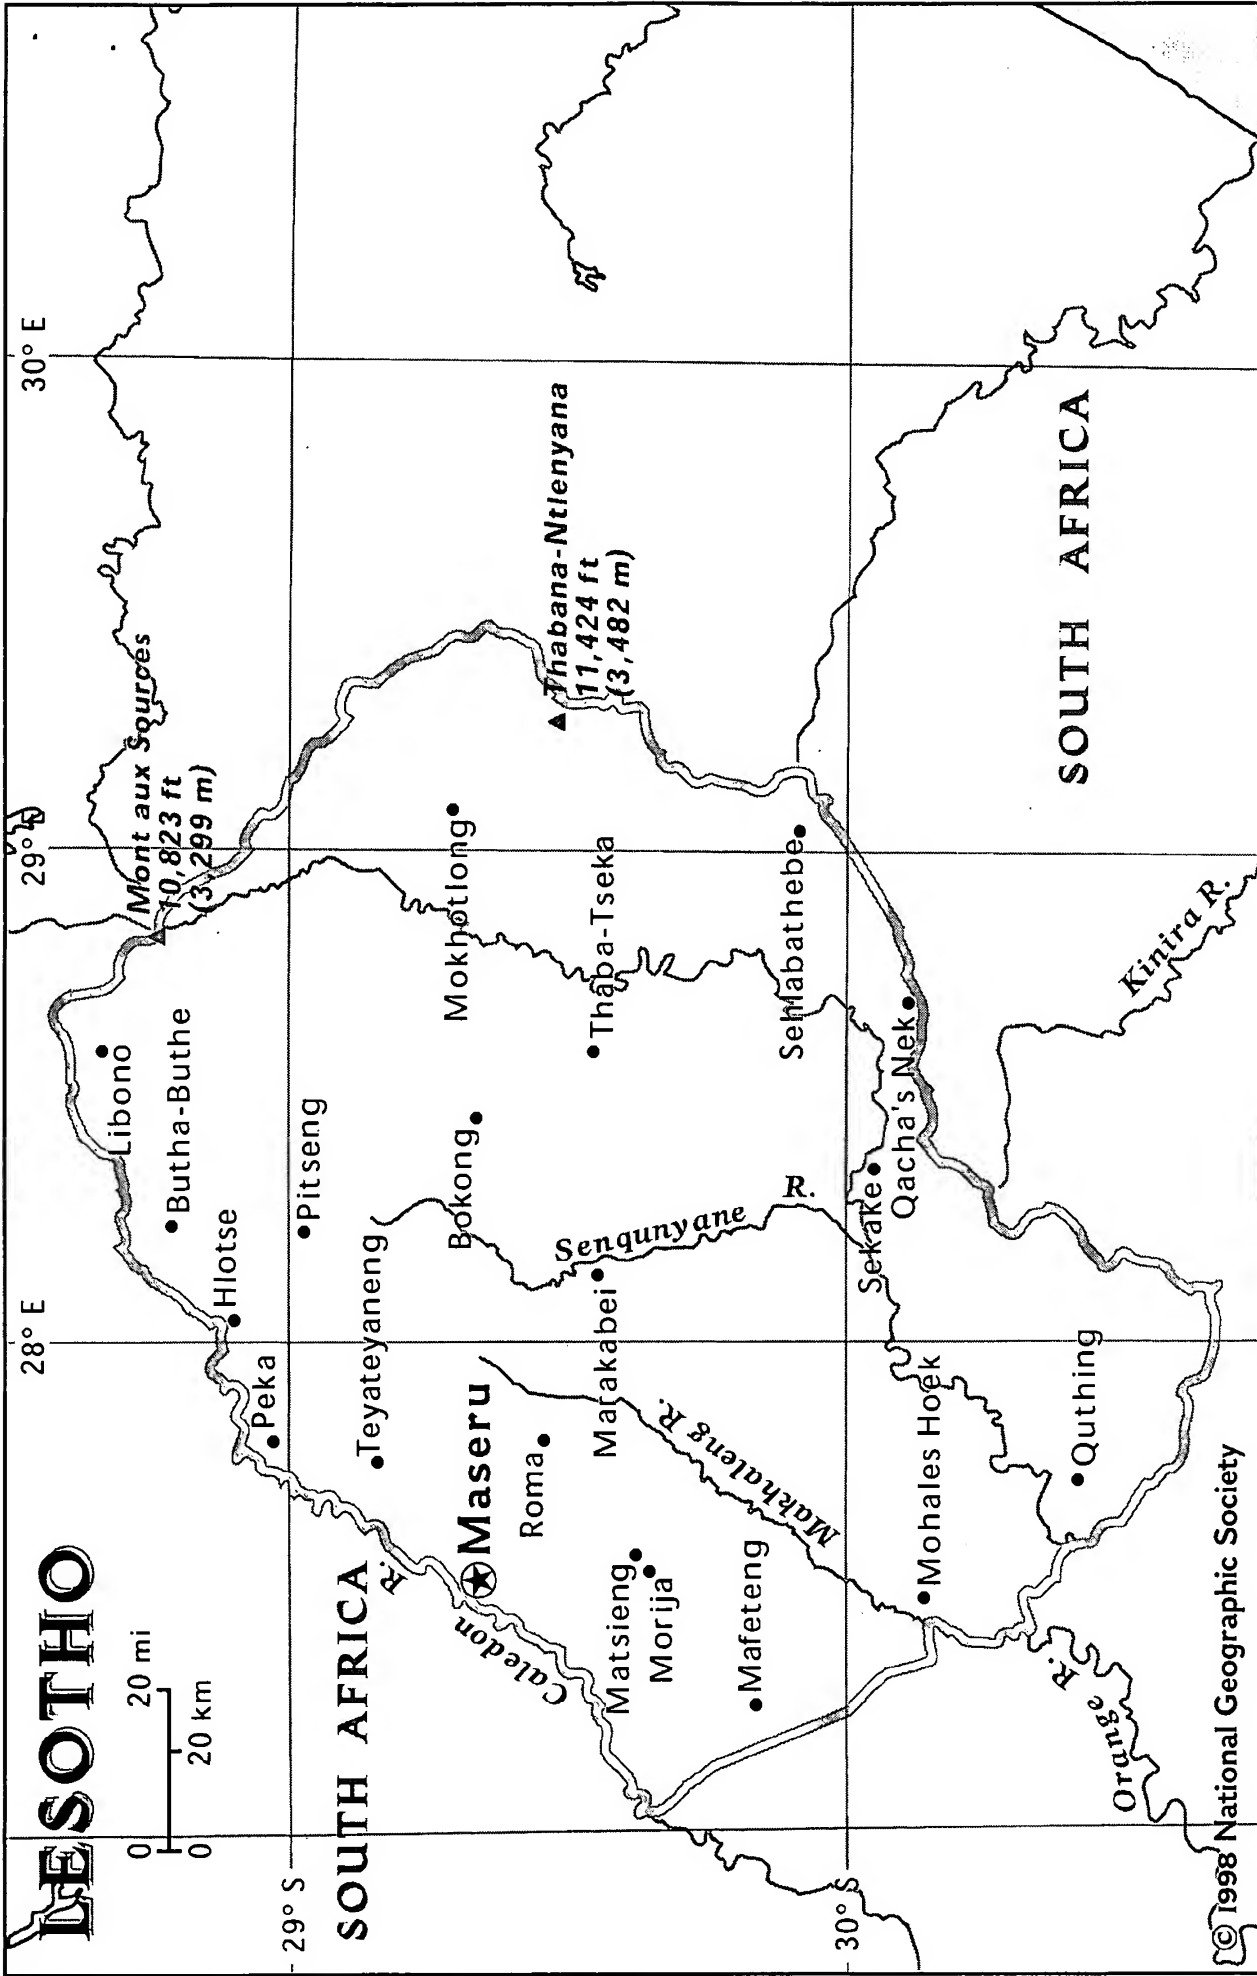 LESOTHO
0 20 mi
0 20 km
28° E
29° E
30° E
29° S
30° S
SOUTH AFRICA
SOUTH AFRICA
Mont aux Sources
10,823 ft
(3,299 m)
Libono
Butha-Buthe
Hlotse
Pitseng
Peka
Teyateyaneng
Caledon R.
Maseru
Roma
Bokong
Mokhotlong
Thabana-Ntlenyana
11,424 ft
(3,482 m)
Thaba-Tseka
Senqunyane R.
Marakabei
Matsieng
Morija
Makhaleng R.
Mafeteng
Sehlabathebe
Sekake
Qacha's Nek
Mohales Hoek
Quthing
Orange R.
Kinira R.
© 1998 National Geographic Society